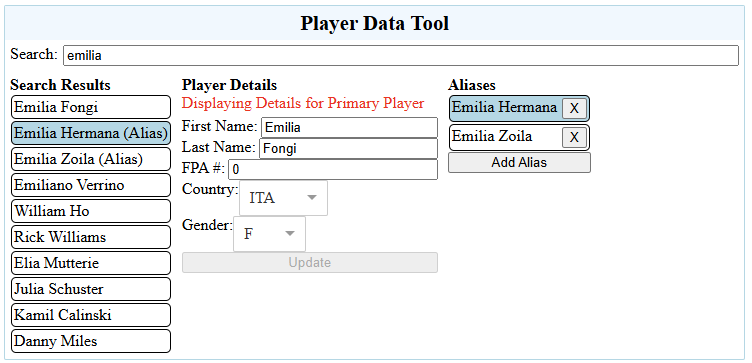 Player Data Tool
Search: emilia
Search Results
Emilia Fongi
Emilia Hermana (Alias)
Emilia Zoila (Alias)
Emiliano Verrino
William Ho
Rick Williams
Elia Mutterie
Julia Schuster
Kamil Calinski
Danny Miles
Player Details
Displaying Details for Primary Player
First Name: Emilia
Last Name: Fongi
FPA #: 0
Country: ITA
Gender: F
Update
Aliases
Emilia Hermana X
Emilia Zoila X
Add Alias